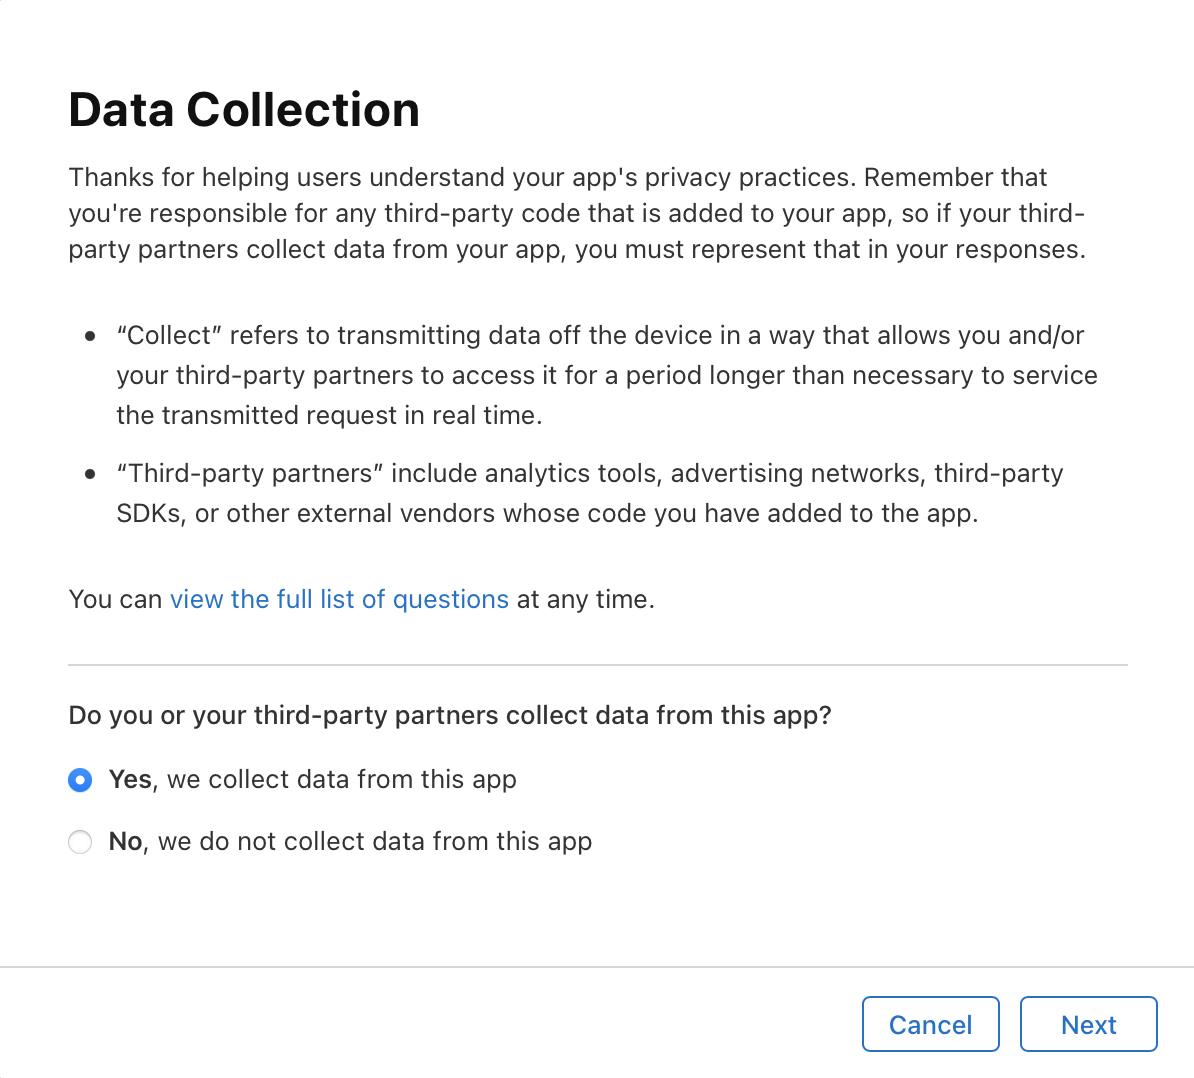 Data Collection
Thanks for helping users understand your app's privacy practices. Remember that
you're responsible for any third-party code that is added to your app, so if your third-
party partners collect data from your app, you must represent that in your responses.
• “Collect” refers to transmitting data off the device in a way that allows you and/or
your third-party partners to access it for a period longer than necessary to service
the transmitted request in real time.
• “Third-party partners” include analytics tools, advertising networks, third-party
SDKs, or other external vendors whose code you have added to the app.
You can view the full list of questions at any time.
Do you or your third-party partners collect data from this app?
Yes, we collect data from this app
No, we do not collect data from this app
Cancel Next